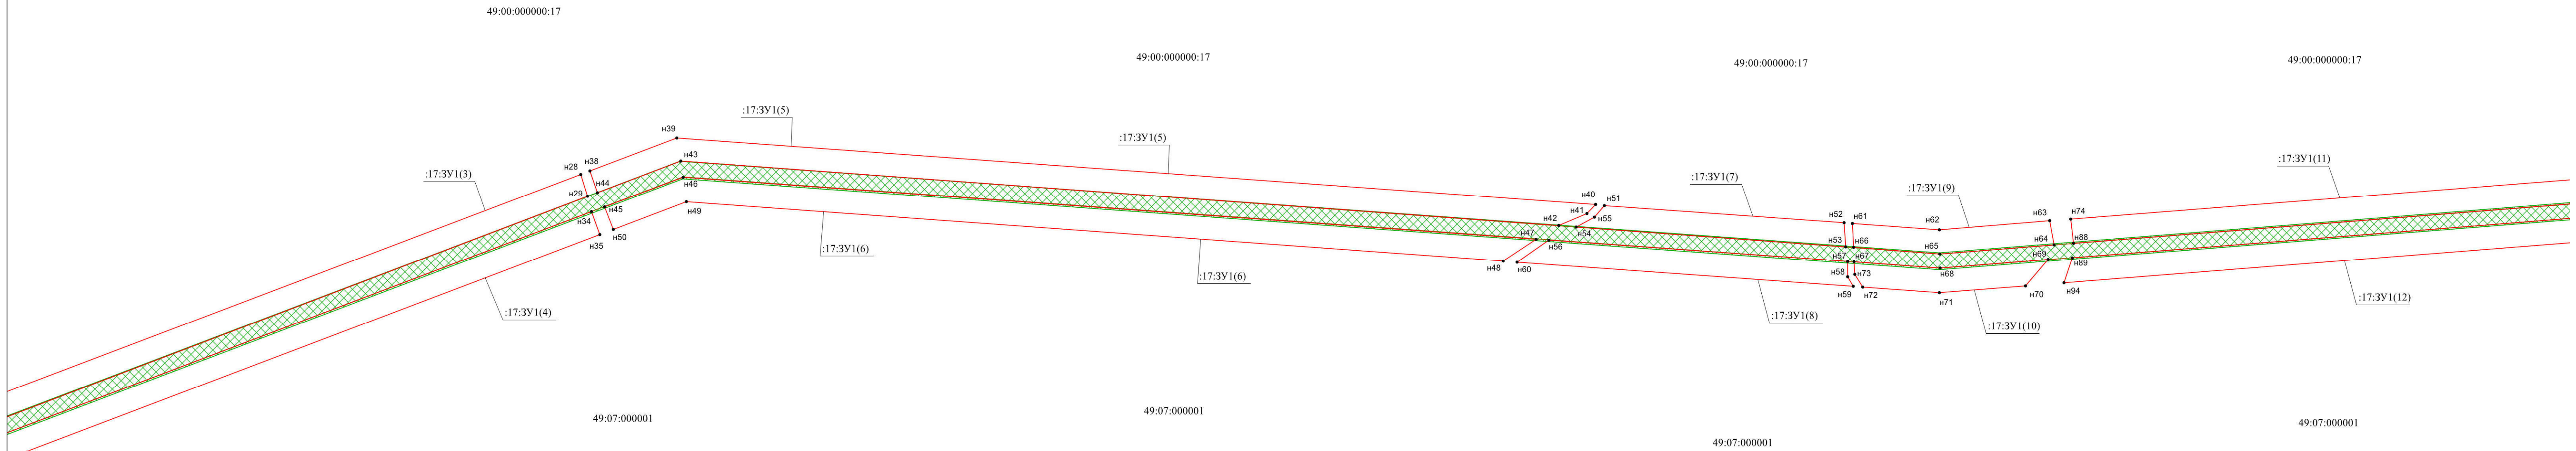 49:00:000000:17
49:00:000000:17
49:00:000000:17
49:00:000000:17
:17:ЗУ1(5)
н39
:17:ЗУ1(5)
н43
:17:ЗУ1(11)
н28
н38
:17:ЗУ1(3)
:17:ЗУ1(7)
н46
н44
н29
:17:ЗУ1(9)
н40
н51
н41
н45
н49
н34
н55
н52
н61
н62
н63
н74
н42
н54
н50
н35
н47
н56
н53
н66
н65
н64
н88
:17:ЗУ1(6)
н57
н67
н69
н89
н48
н60
н58
н73
н68
:17:ЗУ1(6)
н59
н72
н71
н70
н94
:17:ЗУ1(12)
:17:ЗУ1(4)
:17:ЗУ1(8)
:17:ЗУ1(10)
49:07:000001
49:07:000001
49:07:000001
49:07:000001